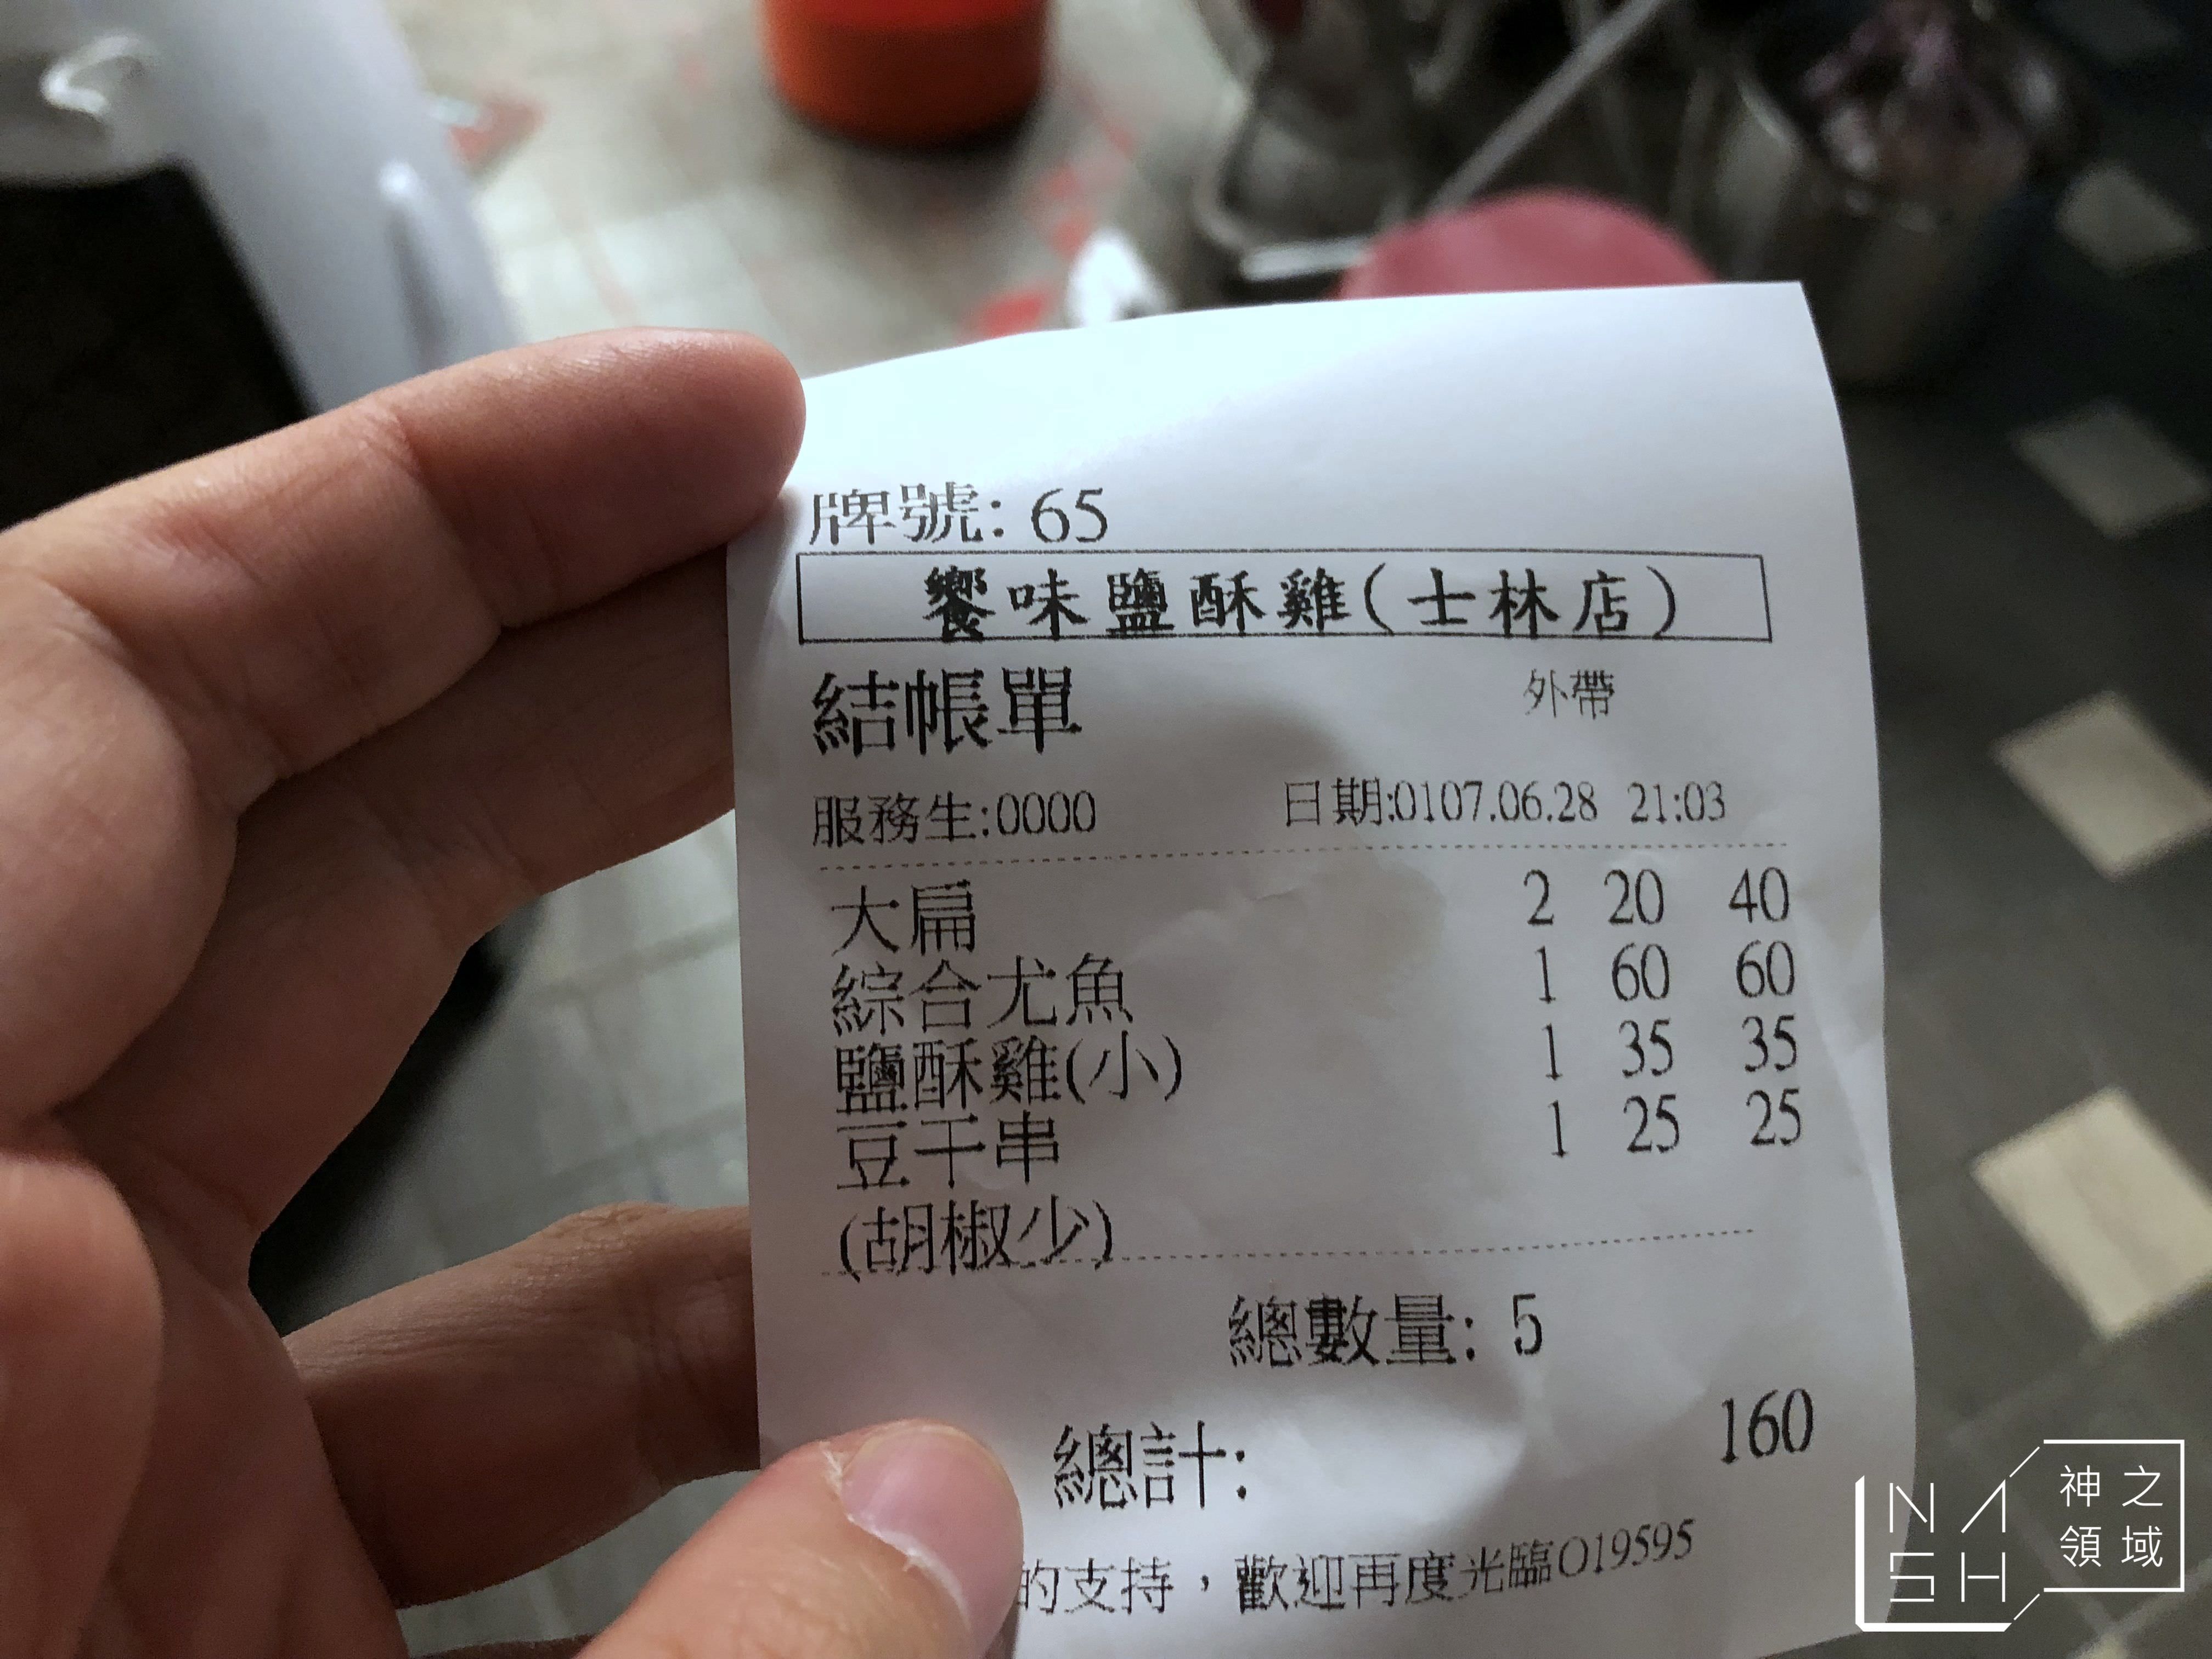 牌號: 65
饗味鹽酥雞(士林店)
結帳單 外帶
服務生:0000 日期:0107.06.28 21:03
大扁 2 20 40
綜合尤魚 1 60 60
鹽酥雞(小) 1 35 35
豆干串 1 25 25
(胡椒少)
總數量: 5
總計: 160
的支持，歡迎再度光臨O19595
NASH
神之領域